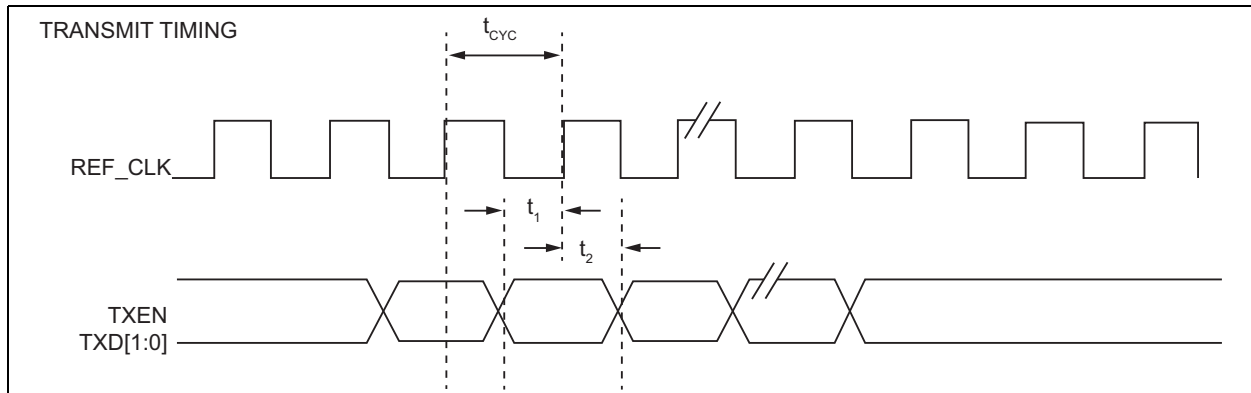 TRANSMIT TIMING
tCYC
REF_CLK
t1
t2
TXEN
TXD[1:0]